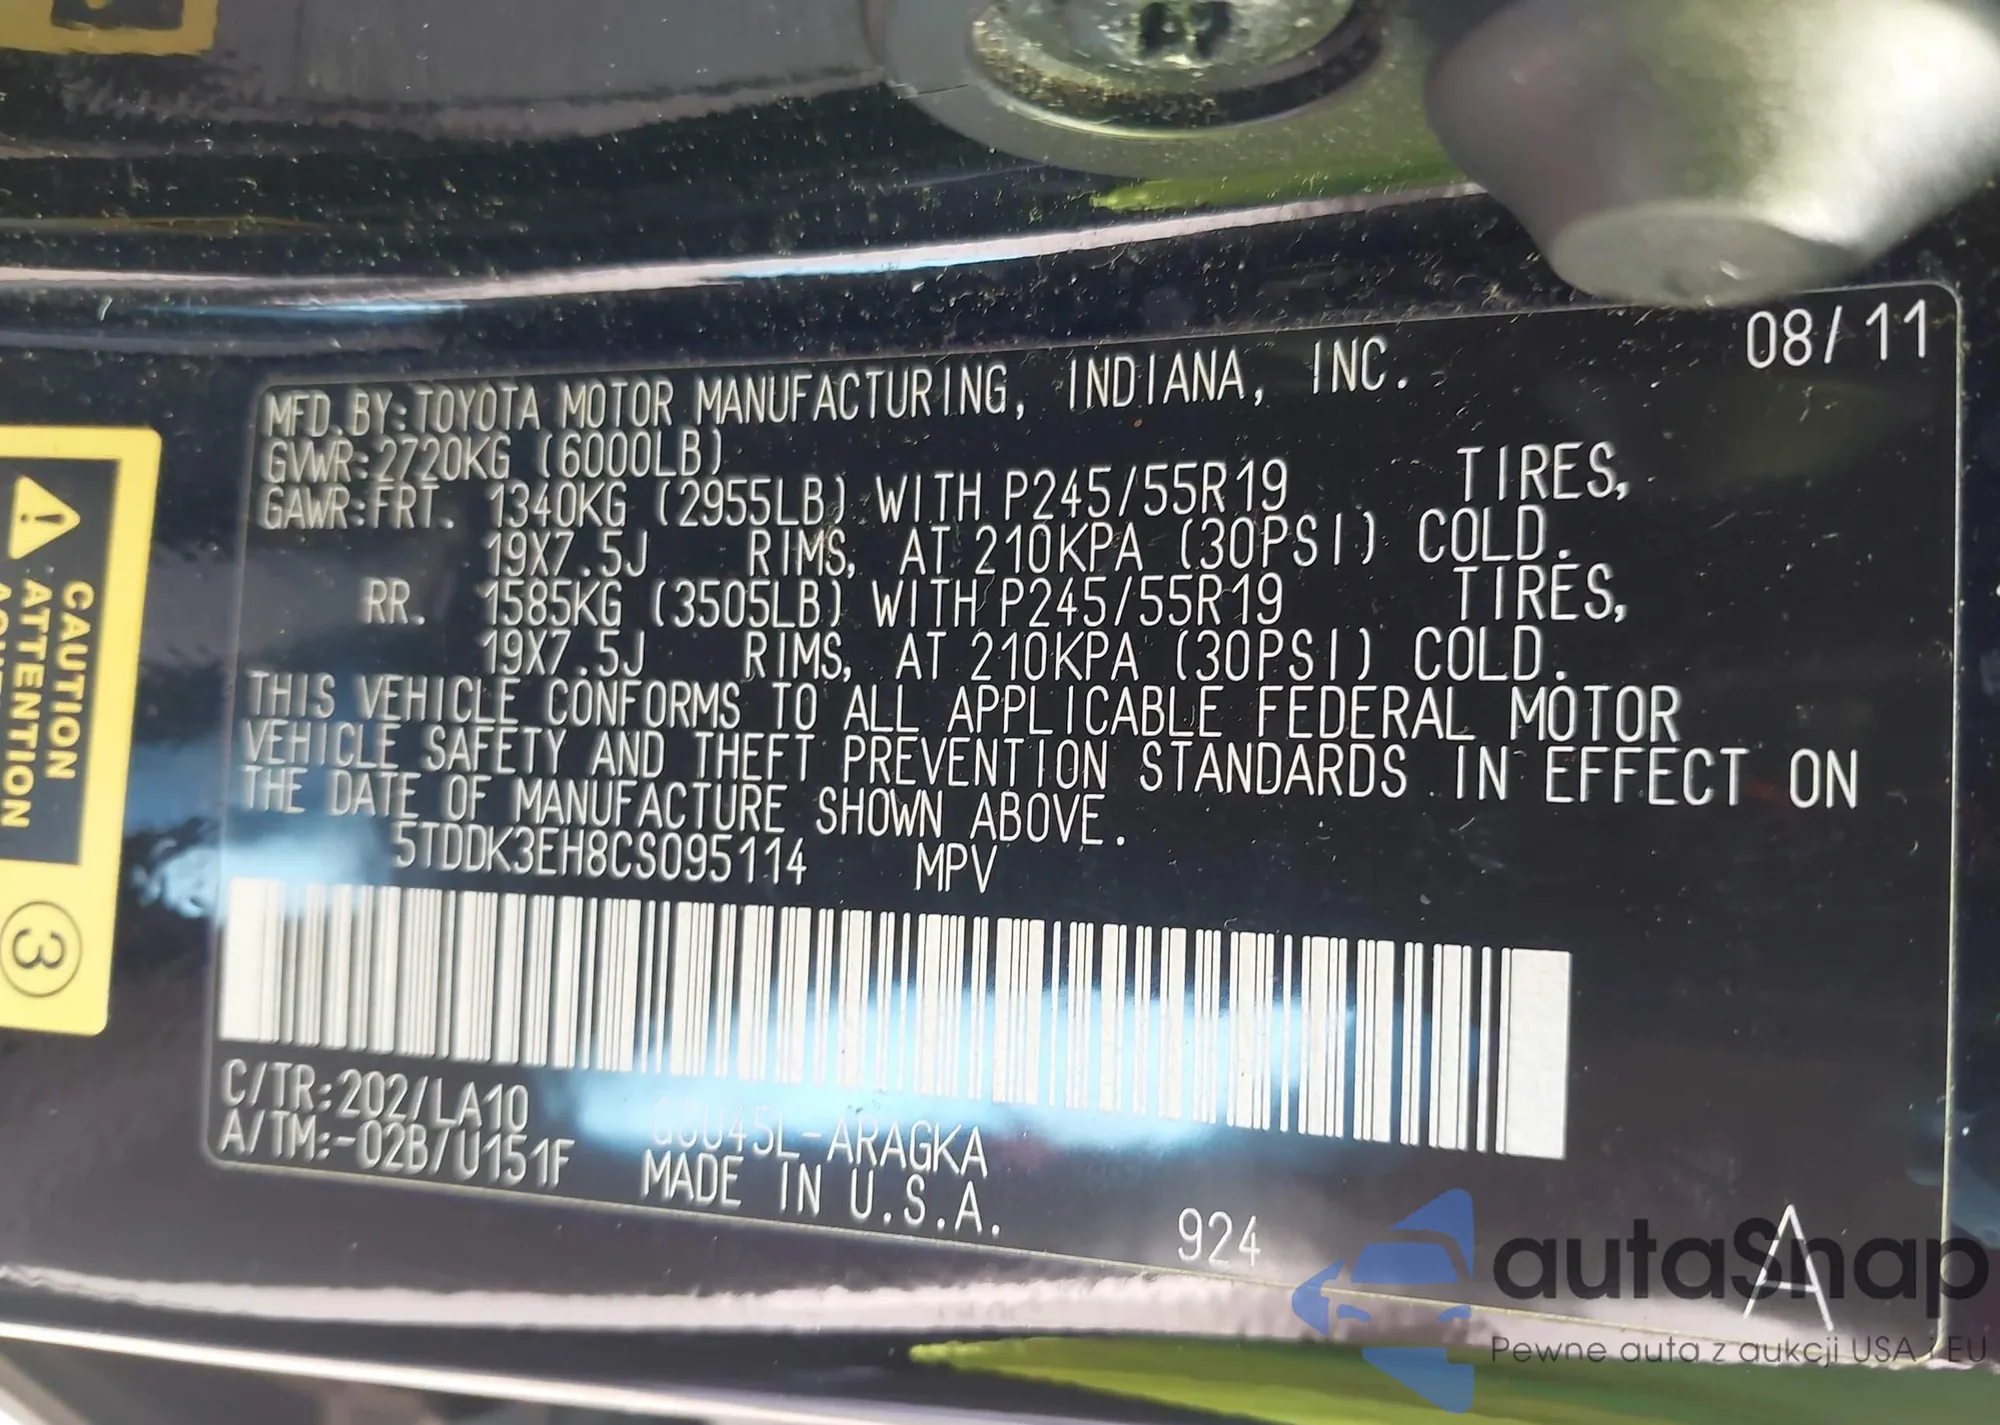 08/11
MFD.BY:TOYOTA MOTOR MANUFACTURING, INDIANA, INC.
GVWR:2720KG (6000LB)
GAWR:FRT. 1340KG (2955LB) WITH P245/55R19 TIRES,
19X7.5J RIMS, AT 210KPA (30PSI) COLD.
RR. 1585KG (3505LB) WITH P245/55R19 TIRES,
19X7.5J RIMS, AT 210KPA (30PSI) COLD.
THIS VEHICLE CONFORMS TO ALL APPLICABLE FEDERAL MOTOR
VEHICLE SAFETY AND THEFT PREVENTION STANDARDS IN EFFECT ON
THE DATE OF MANUFACTURE SHOWN ABOVE.
5TDDK3EH8CS095114 MPV
C/TR:202/LA10 GSU45L-ARAGKA
A/TM:-02B/U151F MADE IN U.S.A.
924
A
CAUTION
ATTENTION
3
autaSnap
Pewne auta z aukcji USA i EU